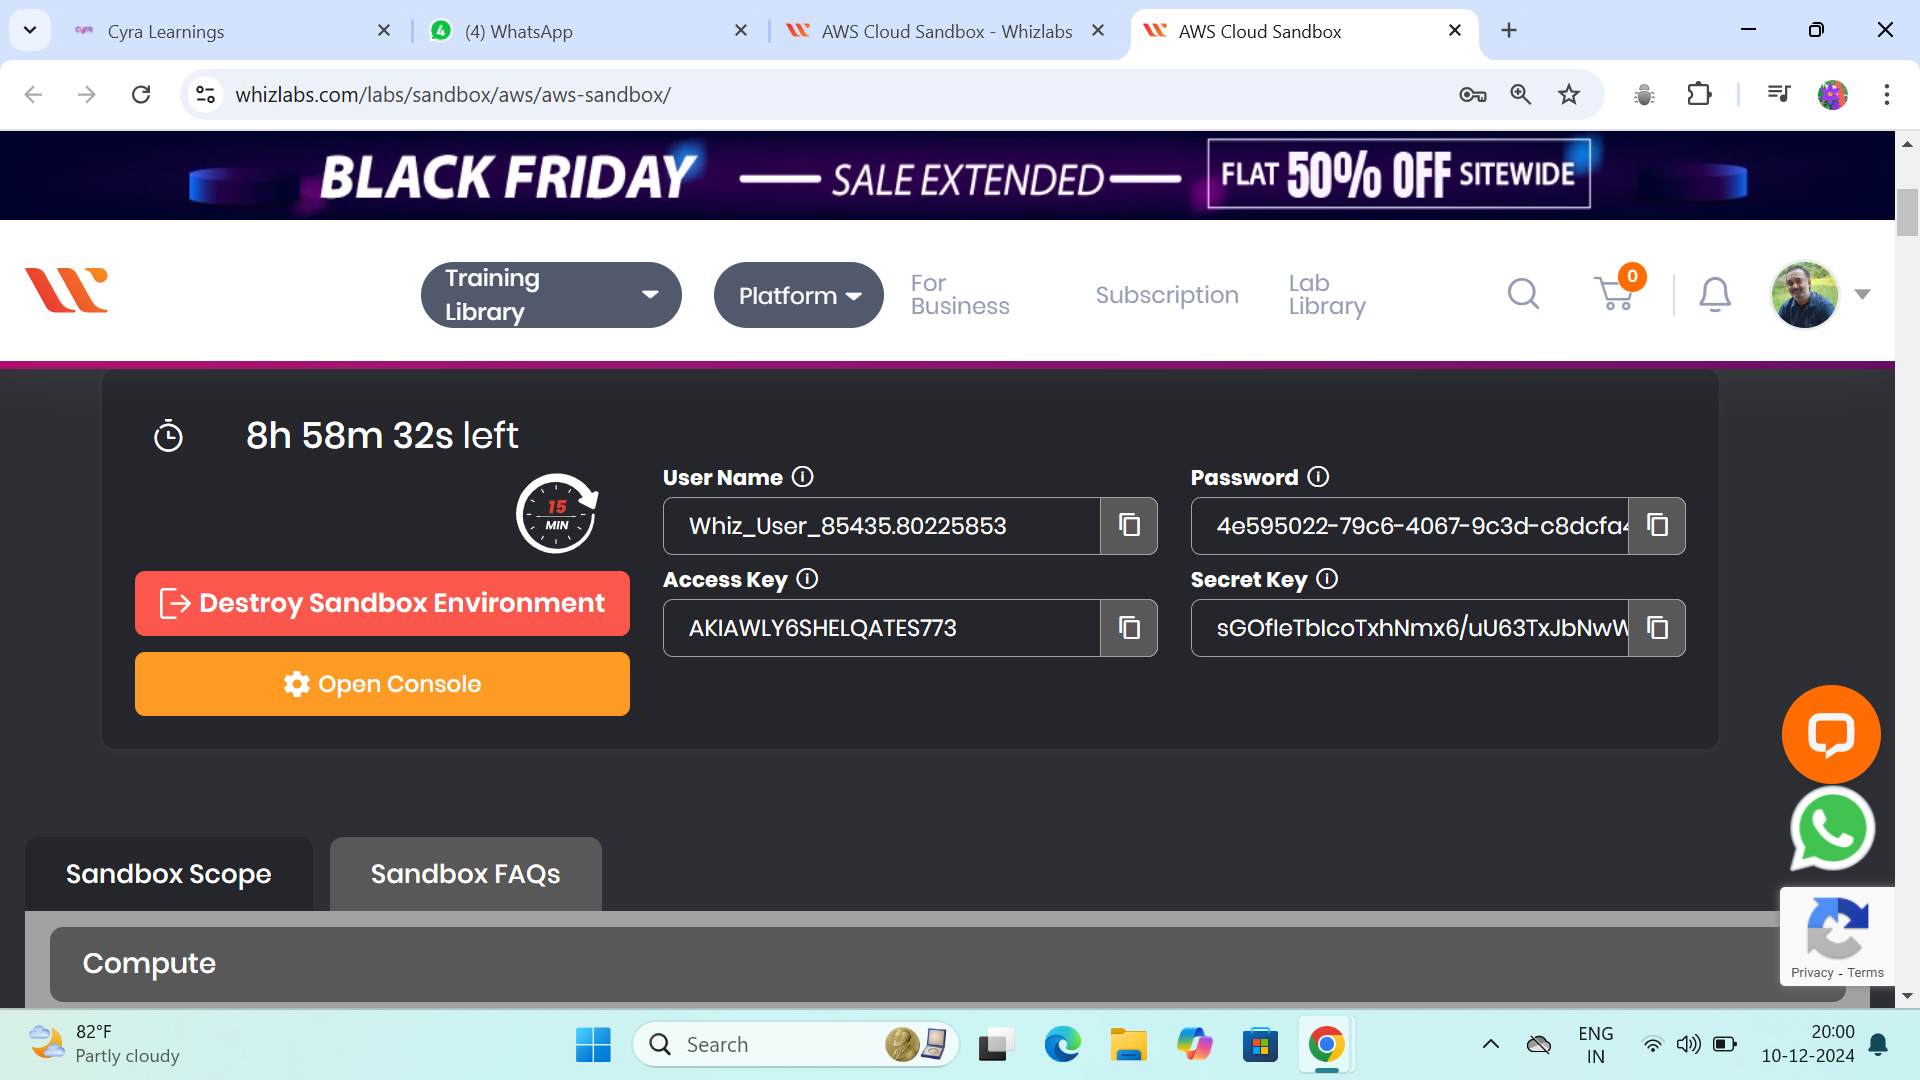 Cyra Learnings
(4) WhatsApp
AWS Cloud Sandbox - Whizlabs
AWS Cloud Sandbox
whizlabs.com/labs/sandbox/aws/aws-sandbox/
BLACK FRIDAY SALE EXTENDED FLAT 50% OFF SITEWIDE
Training Library
Platform
For Business
Subscription
Lab Library
0
8h 58m 32s left
15 MIN
User Name
Password
Whiz_User_85435.80225853
4e595022-79c6-4067-9c3d-c8dcfa4
Destroy Sandbox Environment
Access Key
Secret Key
AKIAWLY6SHELQATES773
Open Console
Sandbox Scope
Sandbox FAQs
Compute
Privacy - Terms
82°F
Partly cloudy
Search
ENG
IN
20:00
10-12-2024